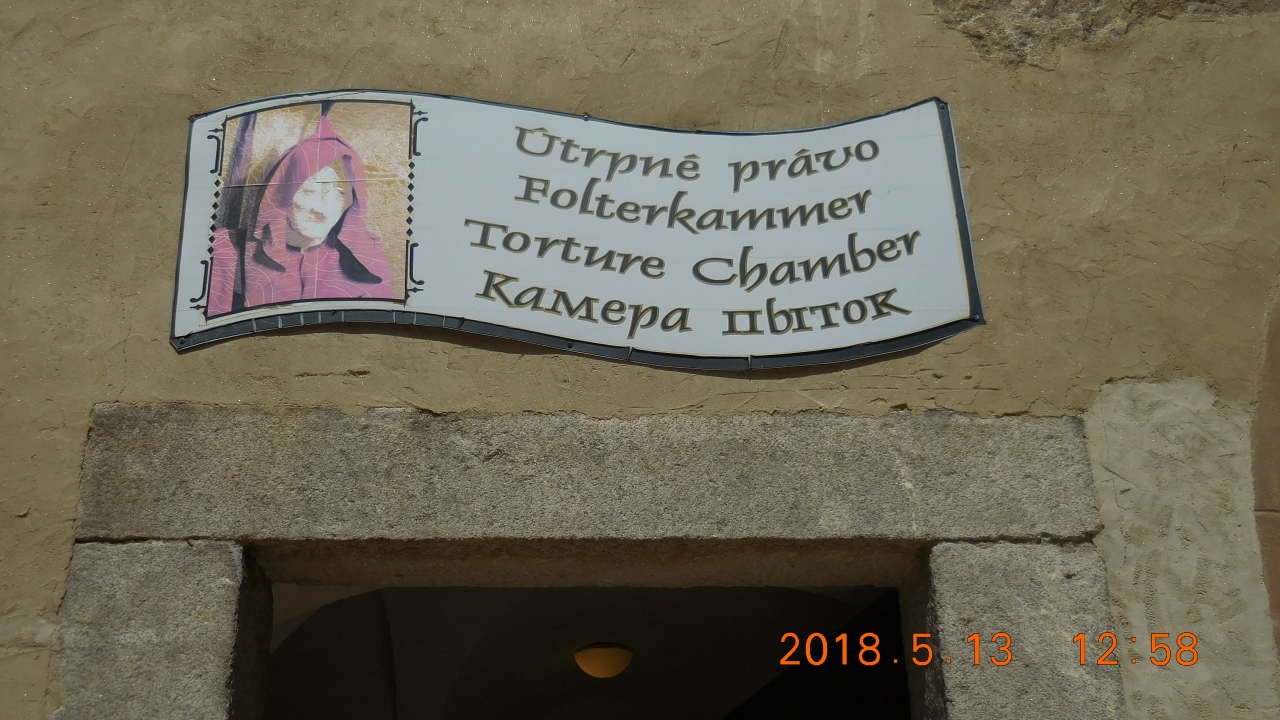 Útrpné právo
Folterkammer
Torture Chamber
Камера пыток
2018.5.13 12:58